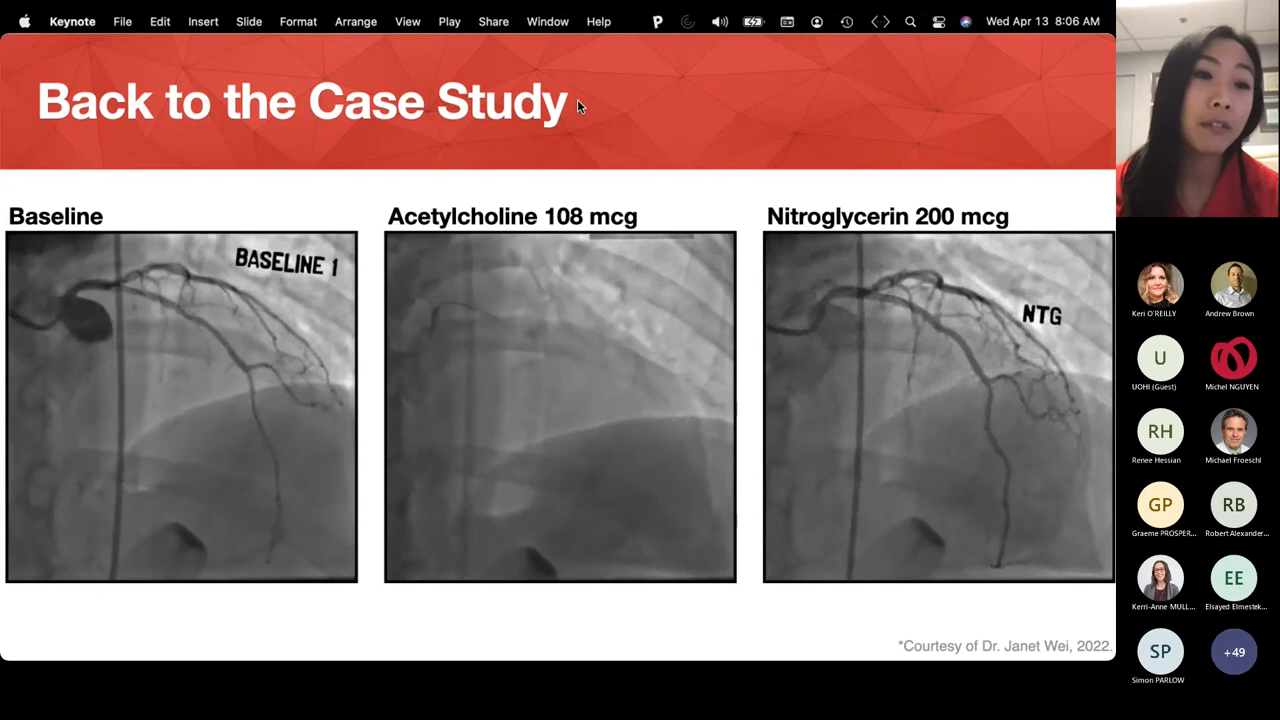 Keynote File Edit Insert Slide Format Arrange View Play Share Window Help Wed Apr 13 8:06 AM
Back to the Case Study
Baseline
BASELINE 1
Acetylcholine 108 mcg
Nitroglycerin 200 mcg
NTG
*Courtesy of Dr. Janet Wei, 2022.
Keri O'REILLY
Andrew Brown
U
UOHI (Guest)
Michel NGUYEN
RH
Renee Hessian
Michael Froeschl
GP
Graeme PROSPER...
RB
Robert Alexander...
Kerri-Anne MULL...
EE
Elsayed Elmestek...
SP
Simon PARLOW
+49